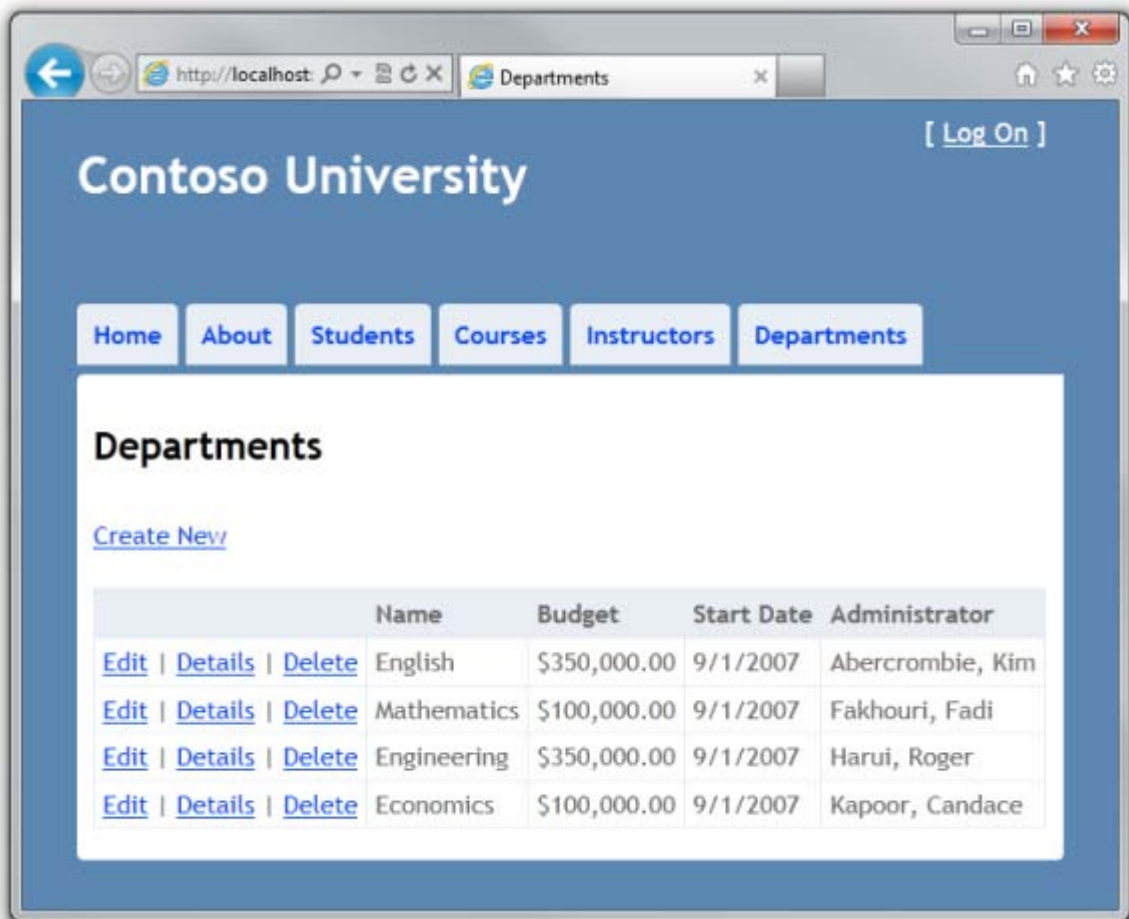 http://localhost: Departments
[ Log On ]
Contoso University
Home About Students Courses Instructors Departments
Departments
Create New
Name Budget Start Date Administrator
Edit | Details | Delete English $350,000.00 9/1/2007 Abercrombie, Kim
Edit | Details | Delete Mathematics $100,000.00 9/1/2007 Fakhouri, Fadi
Edit | Details | Delete Engineering $350,000.00 9/1/2007 Harui, Roger
Edit | Details | Delete Economics $100,000.00 9/1/2007 Kapoor, Candace